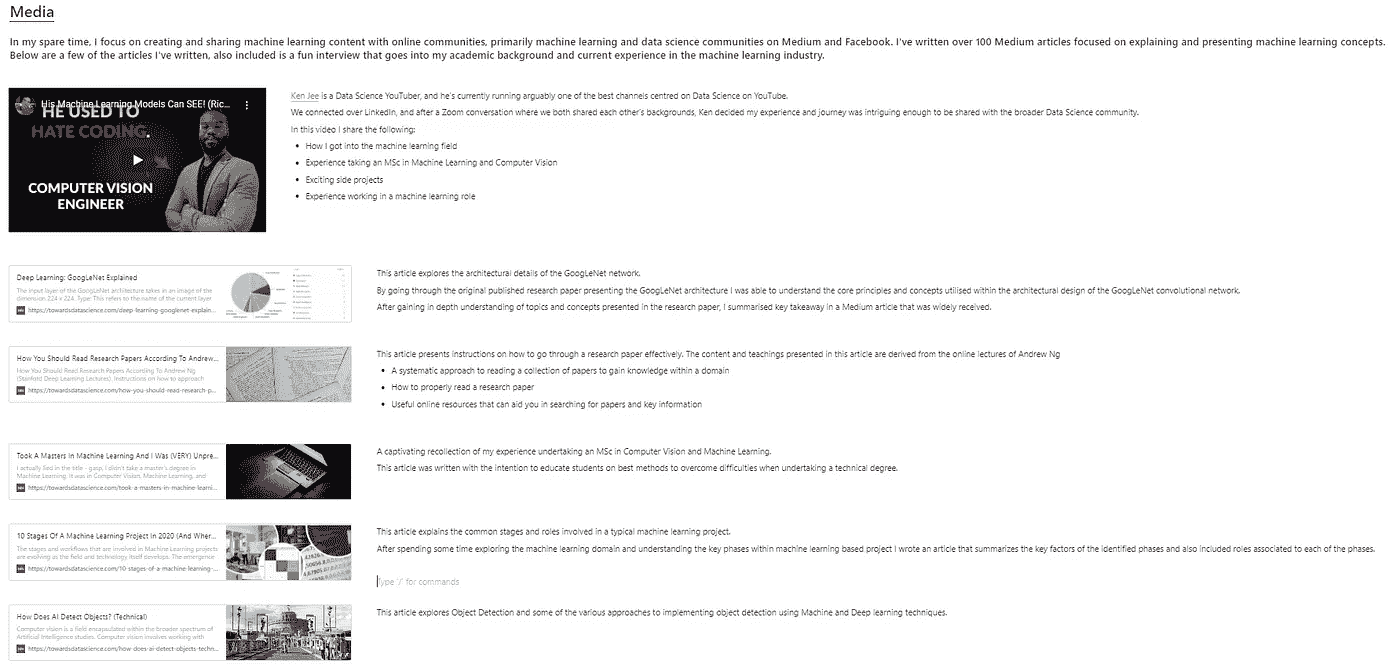 Media
In my spare time, I focus on creating and sharing machine learning content with online communities, primarily machine learning and data science communities on Medium and Facebook. I've written over 100 Medium articles focused on explaining and presenting machine learning concepts.
Below are a few of the articles I've written, also included is a fun interview that goes into my academic background and current experience in the machine learning industry.
His Machine Learning Models Can SEE! (Ric...
HE USED TO
HATE CODING.
COMPUTER VISION
ENGINEER
Ken Jee is a Data Science YouTuber, and he's currently running arguably one of the best channels centred on Data Science on YouTube.
We connected over LinkedIn, and after a Zoom conversation where we both shared each other's backgrounds, Ken decided my experience and journey was intriguing enough to be shared with the broader Data Science community.
In this video I share the following:
• How I got into the machine learning field
• Experience taking an MSc in Machine Learning and Computer Vision
• Exciting side projects
• Experience working in a machine learning role
Deep Learning: GoogLeNet Explained
The input layer of the GoogLeNet architecture takes in an image of the
dimension 224 x 224. Type: This refers to the name of the current layer
https://towardsdatascience.com/deep-learning-googlenet-explain...
This article explores the architectural details of the GoogLeNet network.
By going through the original published research paper presenting the GoogLeNet architecture I was able to understand the core principles and concepts utilised within the architectural design of the GoogLeNet convolutional network.
After gaining in depth understanding of topics and concepts presented in the research paper, I summarised key takeaway in a Medium article that was widely received.
How You Should Read Research Papers According To Andrew...
How You Should Read Research Papers According To Andrew Ng
(Stanford Deep Learning Lectures). Instructions on how to approach
https://towardsdatascience.com/how-you-should-read-research-p...
This article presents instructions on how to go through a research paper effectively. The content and teachings presented in this article are derived from the online lectures of Andrew Ng
• A systematic approach to reading a collection of papers to gain knowledge within a domain
• How to properly read a research paper
• Useful online resources that can aid you in searching for papers and key information
Took A Masters In Machine Learning And I Was (VERY) Unpre...
I actually lied in the title - gasp, I didn't take a master's degree in
Machine Learning. It was in Computer Vision, Machine Learning, and
https://towardsdatascience.com/took-a-masters-in-machine-learni...
A captivating recollection of my experience undertaking an MSc in Computer Vision and Machine Learning.
This article was written with the intention to educate students on best methods to overcome difficulties when undertaking a technical degree.
10 Stages Of A Machine Learning Project In 2020 (And Wher...
The stages and workflows that are involved in Machine Learning projects
are evolving as the field and technology itself develops. The emergence
https://towardsdatascience.com/10-stages-of-a-machine-learning-...
This article explains the common stages and roles involved in a typical machine learning project.
After spending some time exploring the machine learning domain and understanding the key phases within machine learning based project I wrote an article that summarizes the key factors of the identified phases and also included roles associated to each of the phases.
Type '/' for commands
How Does AI Detect Objects? (Technical)
Computer vision is a field encapsulated within the broader spectrum of
Artificial Intelligence studies. Computer vision involves working with
https://towardsdatascience.com/how-does-ai-detect-objects-techn...
This article explores Object Detection and some of the various approaches to implementing object detection using Machine and Deep learning techniques.